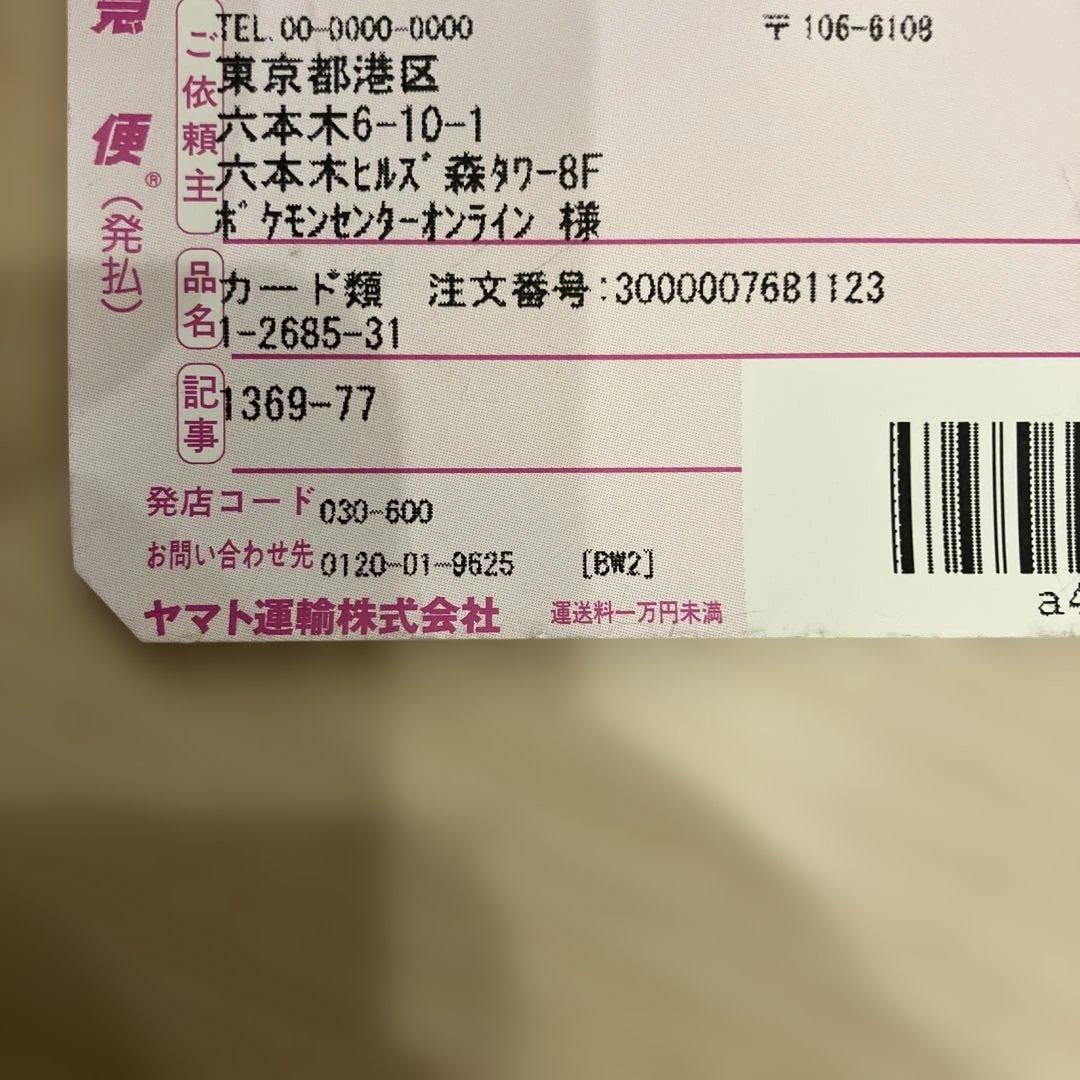 急便®(発払)
ご依頼主
TEL.00-0000-0000 〒106-6108
東京都港区
六本木6-10-1
六本木ﾋﾙｽﾞ森ﾀﾜｰ8F
ﾎﾟｹﾓﾝｾﾝﾀｰｵﾝﾗｲﾝ 様
品名
カード類 注文番号:3000007681123
1-2685-31
記事
1369-77
発店コード 030-600
お問い合わせ先 0120-01-9625 [BW2]
ヤマト運輸株式会社 運送料一万円未満
a4